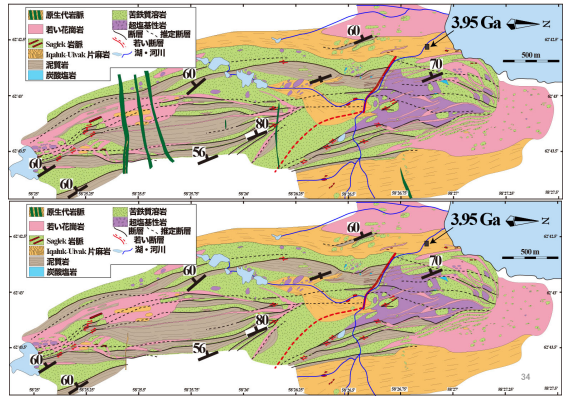 原生代岩脈
若い花崗岩
Saglek 岩脈
Iqaluk-Uivak 片麻岩
泥質岩
炭酸塩岩
苦鉄質溶岩
超塩基性岩
断層 推定断層
若い断層
湖・河川
60
3.95 Ga
N
500 m
60
70
80
56
60
60
原生代岩脈
若い花崗岩
Saglek 岩脈
Iqaluk-Uivak 片麻岩
泥質岩
炭酸塩岩
苦鉄質溶岩
超塩基性岩
断層 推定断層
若い断層
湖・河川
60
3.95 Ga
N
500 m
70
80
56
60
60
34